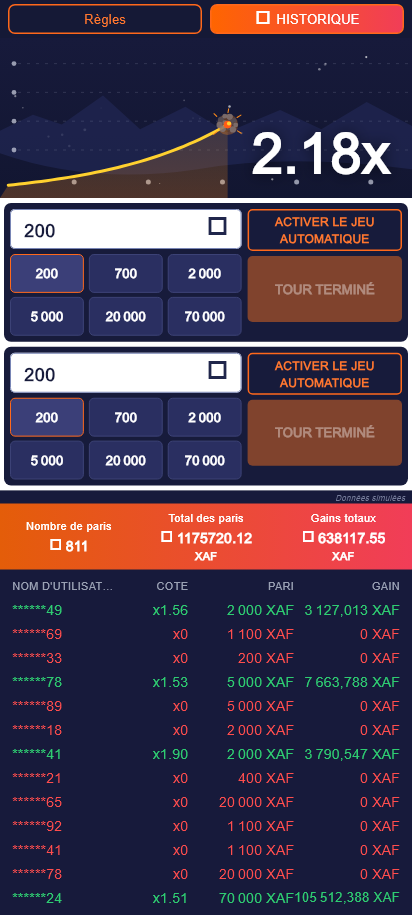 Règles
HISTORIQUE
2.18x
200
ACTIVER LE JEU
AUTOMATIQUE
200 700 2 000
TOUR TERMINÉ
5 000 20 000 70 000
200
ACTIVER LE JEU
AUTOMATIQUE
200 700 2 000
TOUR TERMINÉ
5 000 20 000 70 000
Données simulées
Nombre de paris
811
Total des paris
1175720.12
XAF
Gains totaux
638117.55
XAF
NOM D'UTILISAT... COTE PARI GAIN
******49 x1.56 2 000 XAF 3 127,013 XAF
******69 x0 1 100 XAF 0 XAF
******33 x0 200 XAF 0 XAF
******78 x1.53 5 000 XAF 7 663,788 XAF
******89 x0 5 000 XAF 0 XAF
******18 x0 2 000 XAF 0 XAF
******41 x1.90 2 000 XAF 3 790,547 XAF
******21 x0 400 XAF 0 XAF
******65 x0 20 000 XAF 0 XAF
******92 x0 1 100 XAF 0 XAF
******41 x0 1 100 XAF 0 XAF
******78 x0 20 000 XAF 0 XAF
******24 x1.51 70 000 XAF 105 512,388 XAF